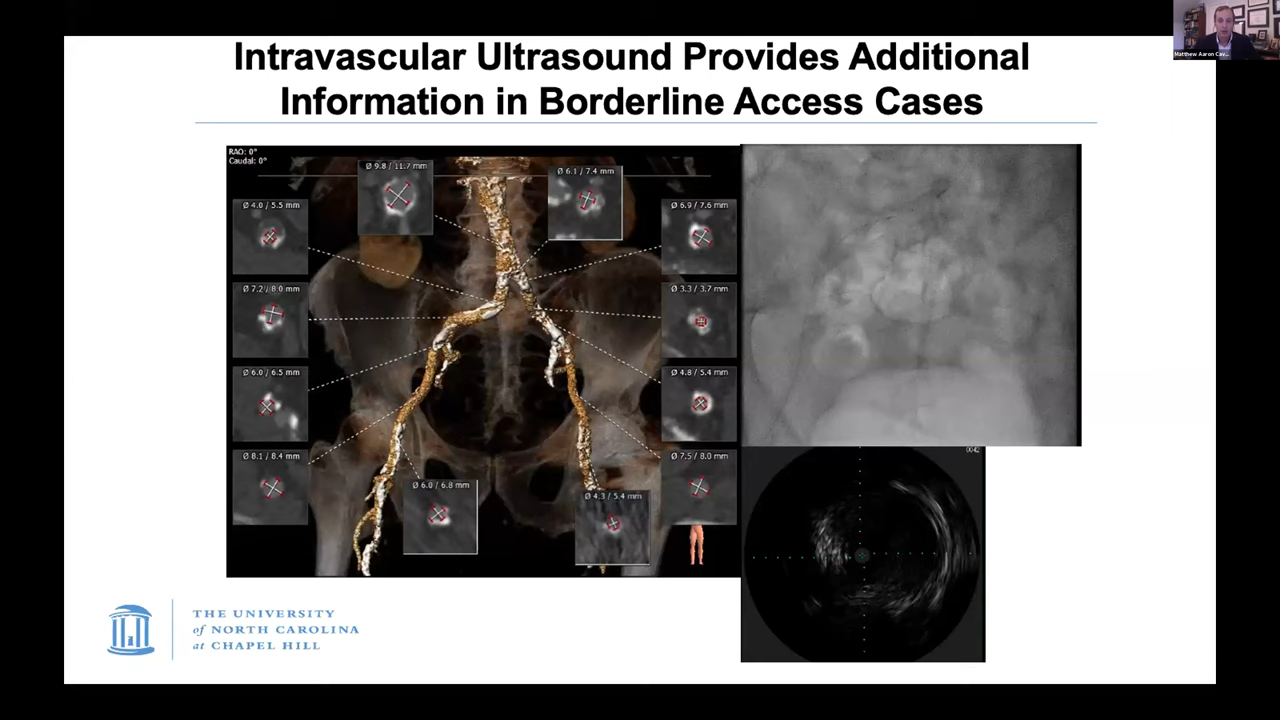 Matthew Aaron Cav...
Intravascular Ultrasound Provides Additional
Information in Borderline Access Cases
RAO: 0°
Caudal: 0°
Ø 9.8 / 11.7 mm
Ø 6.1 / 7.4 mm
Ø 4.0 / 5.5 mm
Ø 6.9 / 7.6 mm
Ø 7.2 / 8.0 mm
Ø 3.3 / 3.7 mm
Ø 6.0 / 6.5 mm
Ø 4.8 / 5.4 mm
Ø 8.1 / 8.4 mm
Ø 7.5 / 8.0 mm
Ø 6.0 / 6.8 mm
Ø 4.3 / 5.4 mm
0042
THE UNIVERSITY
of NORTH CAROLINA
at CHAPEL HILL